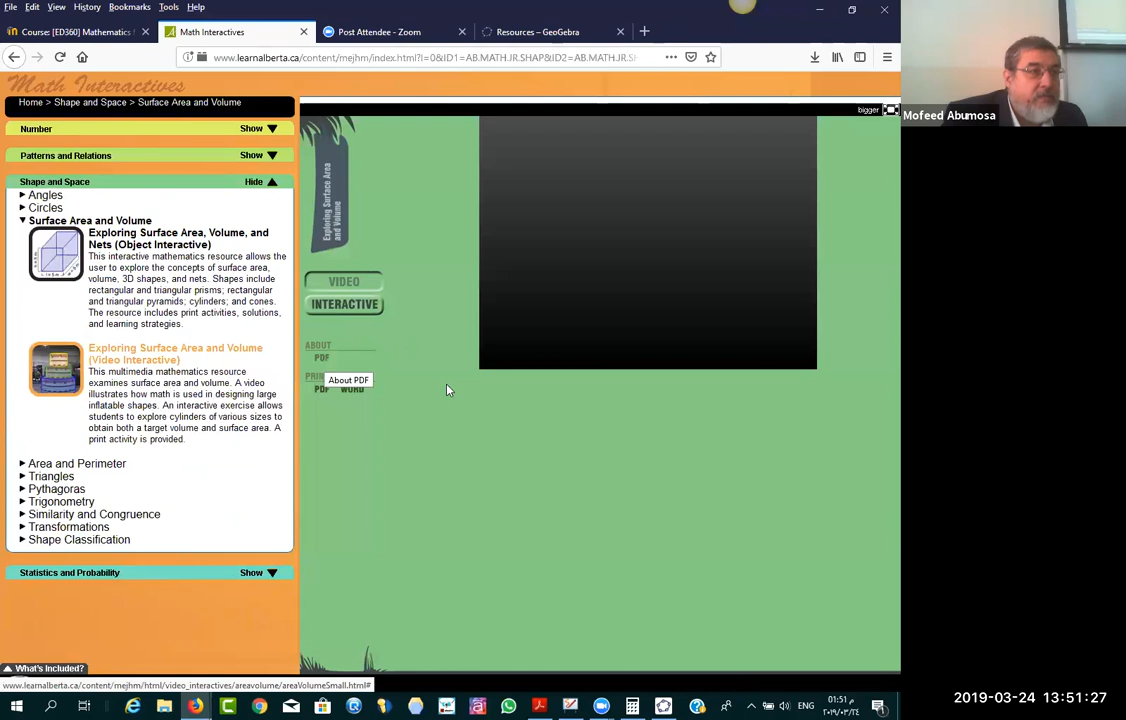 File Edit View History Bookmarks Tools Help
Course: [ED360] Mathematics f
Math Interactives
Post Attendee - Zoom
Resources – GeoGebra
www.learnalberta.ca/content/mejhm/index.html?l=0&ID1=AB.MATH.JR.SHAP&ID2=AB.MATH.JR.SH
Mofeed Abumosa
Math Interactives
Home > Shape and Space > Surface Area and Volume
bigger
Number Show
Patterns and Relations Show
Shape and Space Hide
Angles
Circles
Surface Area and Volume
Exploring Surface Area, Volume, and
Nets (Object Interactive)
This interactive mathematics resource allows the
user to explore the concepts of surface area,
volume, 3D shapes, and nets. Shapes include
rectangular and triangular prisms; rectangular
and triangular pyramids; cylinders; and cones.
The resource includes print activities, solutions,
and learning strategies.
Exploring Surface Area and Volume
(Video Interactive)
This multimedia mathematics resource
examines surface area and volume. A video
illustrates how math is used in designing large
inflatable shapes. An interactive exercise allows
students to explore cylinders of various sizes to
obtain both a target volume and surface area. A
print activity is provided.
Area and Perimeter
Triangles
Pythagoras
Trigonometry
Similarity and Congruence
Transformations
Shape Classification
Statistics and Probability Show
What's Included?
Exploring Surface Area
and Volume
VIDEO
INTERACTIVE
ABOUT
PDF
About PDF
PDF WORD
www.learnalberta.ca/content/mejhm/html/video_interactives/areavolume/areaVolumeSmall.html#
ENG
٠١:٥١ م
٢٠١٩/٠٣/٢٤
2019-03-24 13:51:27